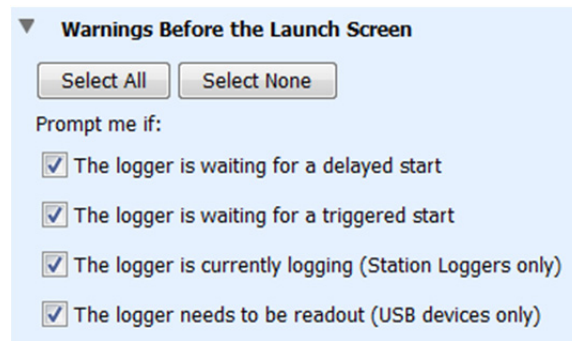 Warnings Before the Launch Screen
Select All Select None
Prompt me if:
The logger is waiting for a delayed start
The logger is waiting for a triggered start
The logger is currently logging (Station Loggers only)
The logger needs to be readout (USB devices only)